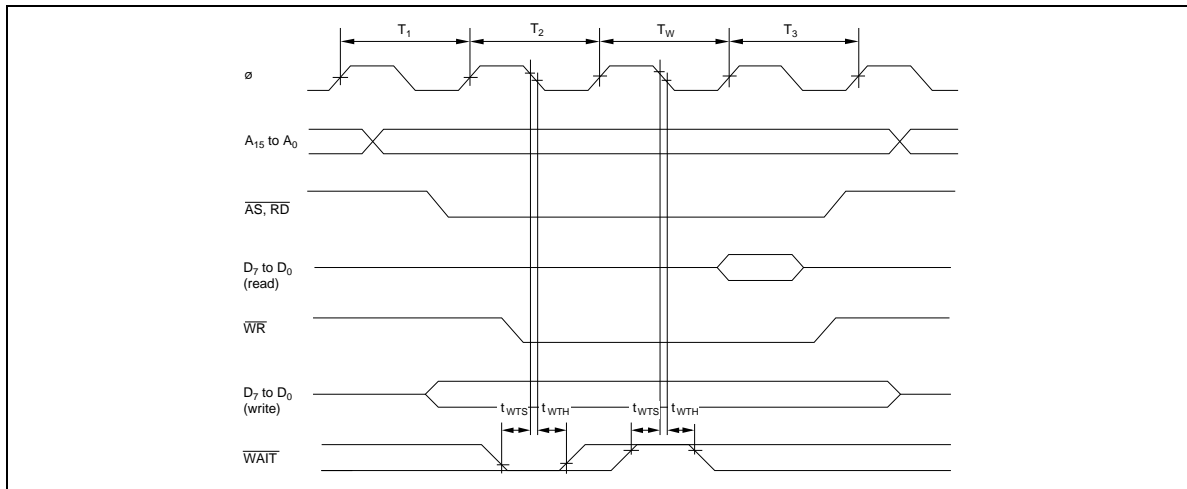 T1 T2 TW T3
ø
A15 to A0
AS, RD
D7 to D0
(read)
WR
D7 to D0
(write)
tWTS tWTH tWTS tWTH
WAIT